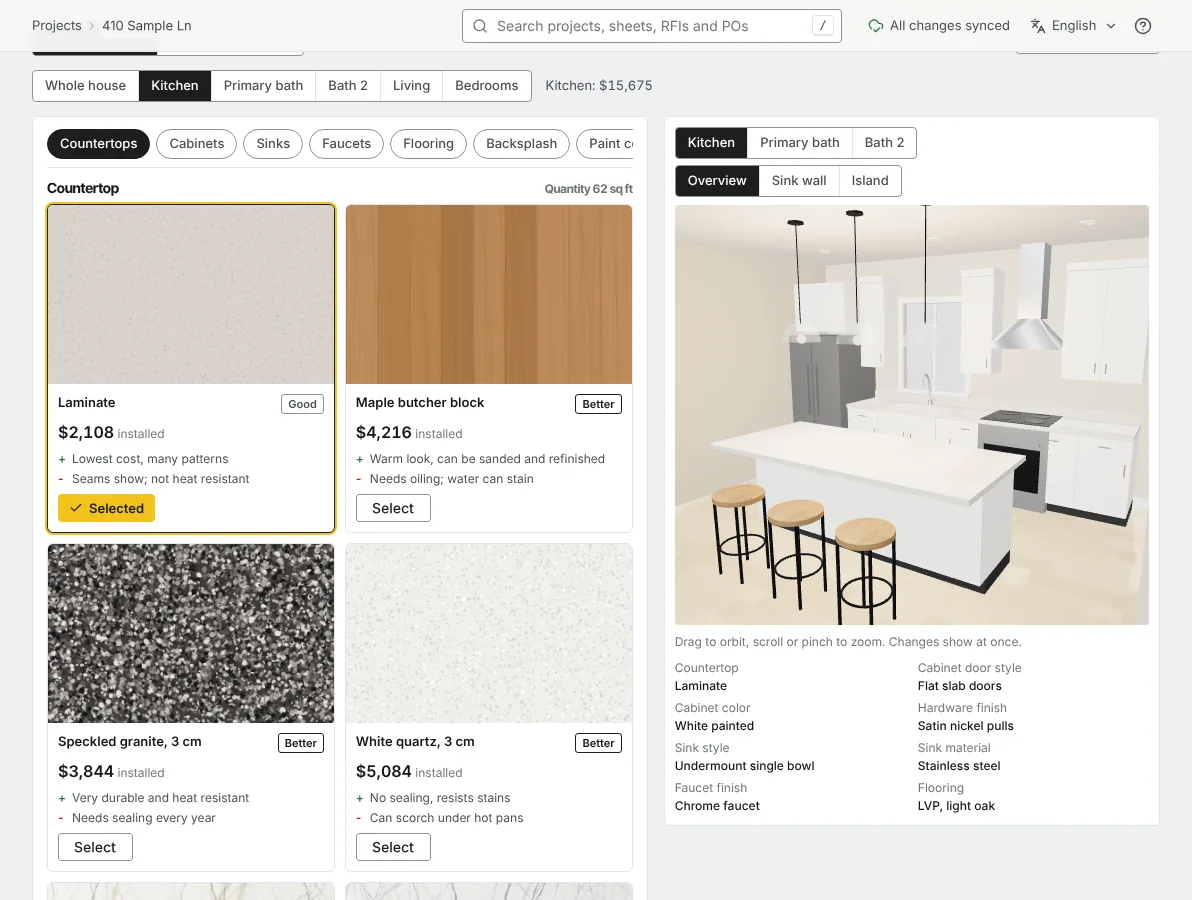 Projects > 410 Sample Ln
Search projects, sheets, RFIs and POs
/
All changes synced
English
Whole house
Kitchen
Primary bath
Bath 2
Living
Bedrooms
Kitchen: $15,675
Countertops
Cabinets
Sinks
Faucets
Flooring
Backsplash
Paint co
Countertop
Quantity 62 sq ft
Laminate
Good
$2,108 installed
+ Lowest cost, many patterns
- Seams show; not heat resistant
Selected
Maple butcher block
Better
$4,216 installed
+ Warm look, can be sanded and refinished
- Needs oiling; water can stain
Select
Speckled granite, 3 cm
Better
$3,844 installed
+ Very durable and heat resistant
- Needs sealing every year
Select
White quartz, 3 cm
Better
$5,084 installed
+ No sealing, resists stains
- Can scorch under hot pans
Select
Kitchen
Primary bath
Bath 2
Overview
Sink wall
Island
Drag to orbit, scroll or pinch to zoom. Changes show at once.
Countertop
Laminate
Cabinet door style
Flat slab doors
Cabinet color
White painted
Hardware finish
Satin nickel pulls
Sink style
Undermount single bowl
Sink material
Stainless steel
Faucet finish
Chrome faucet
Flooring
LVP, light oak